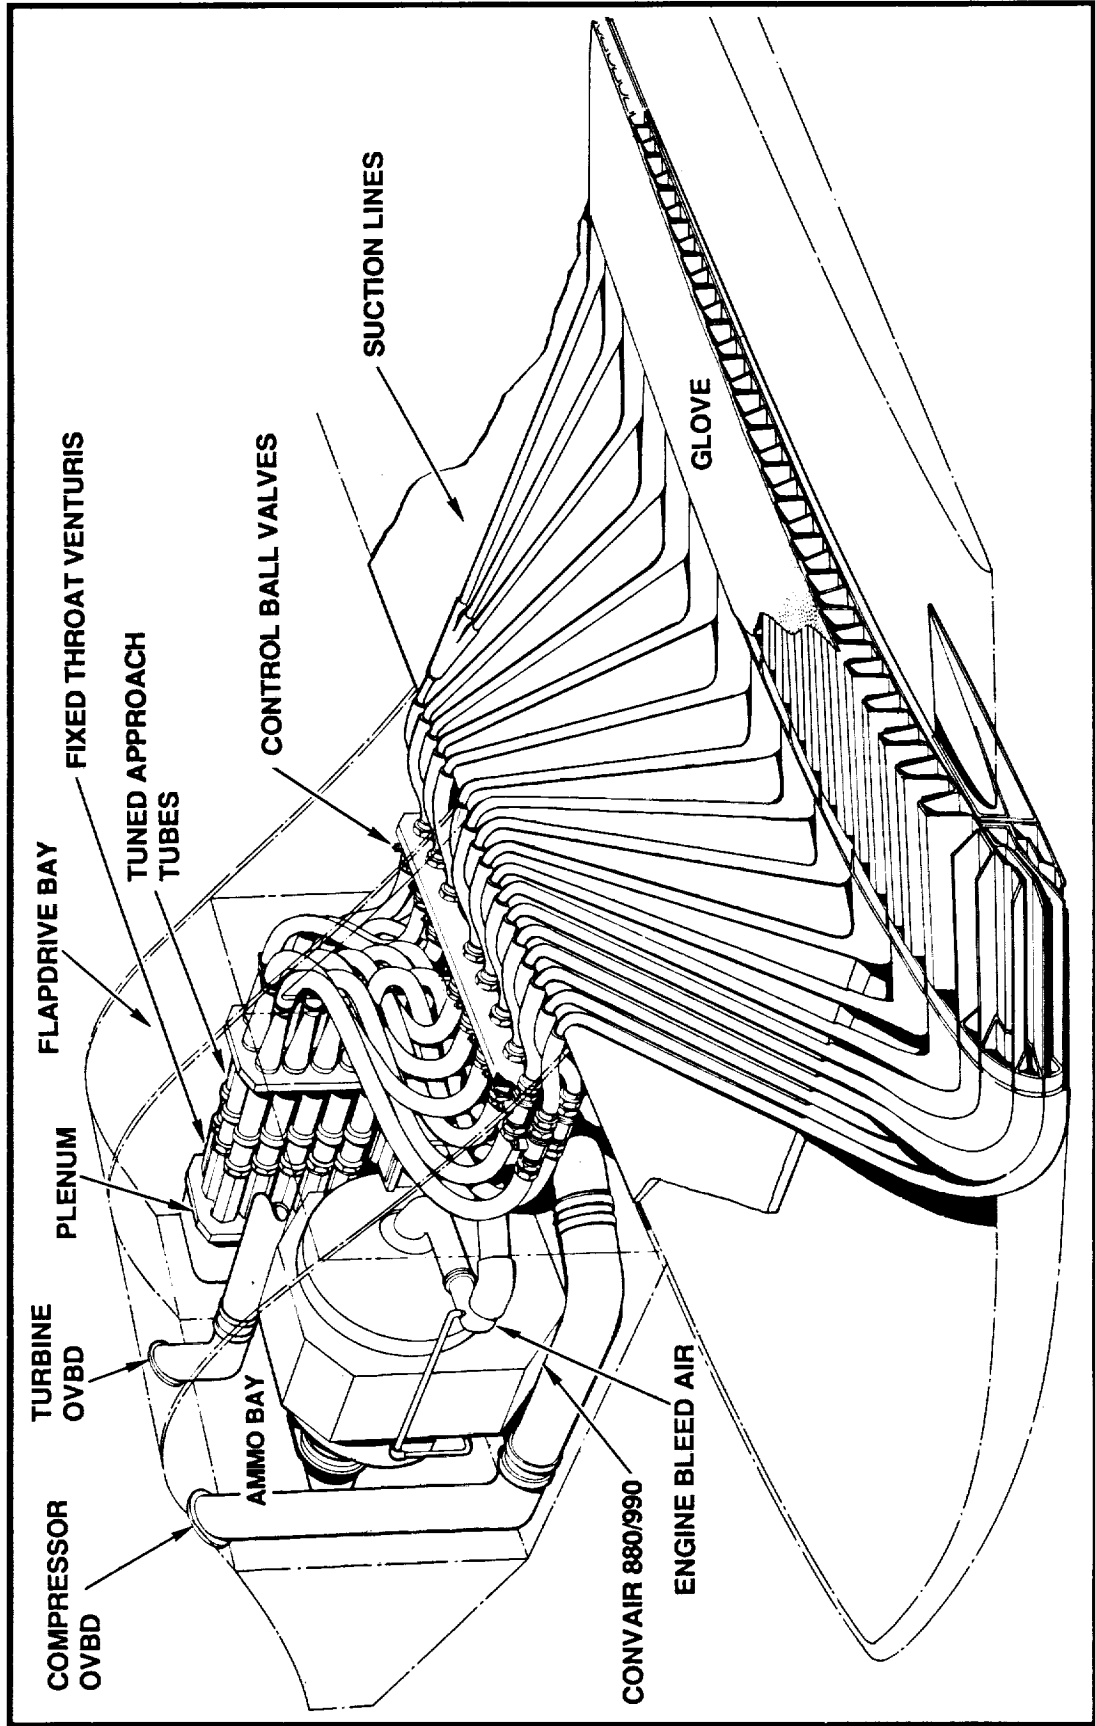 COMPRESSOR
OVBD
TURBINE
OVBD
PLENUM
FLAPDRIVE BAY
FIXED THROAT VENTURIS
TUNED APPROACH
TUBES
CONTROL BALL VALVES
SUCTION LINES
AMMO BAY
GLOVE
CONVAIR 880/990
ENGINE BLEED AIR